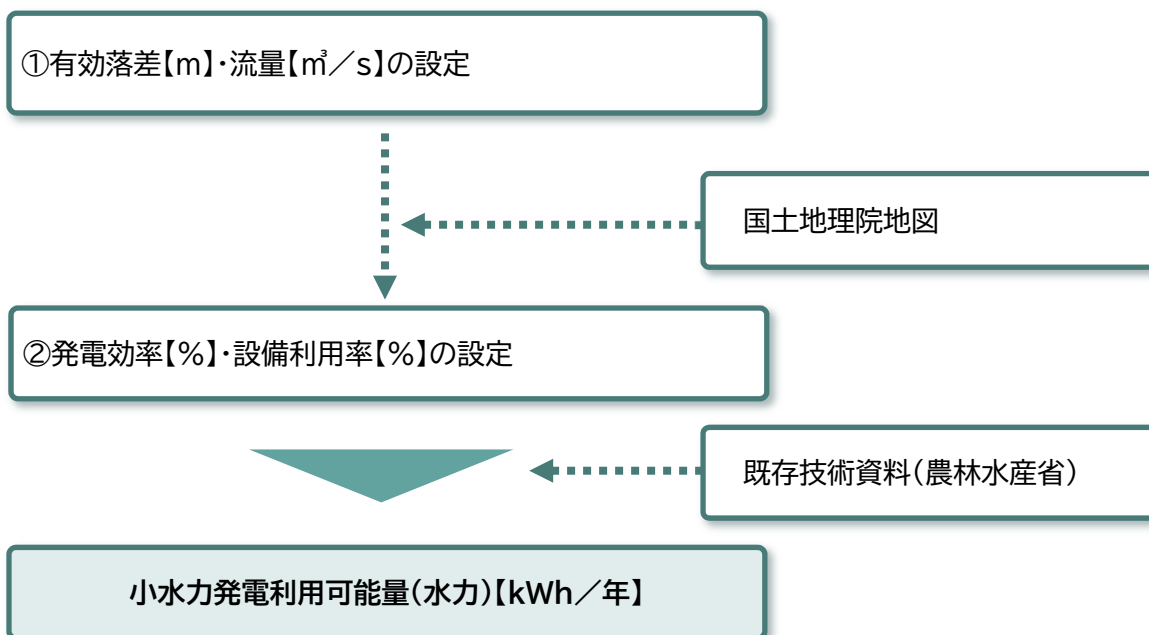 ①有効落差【m】・流量【㎥／s】の設定
国土地理院地図
②発電効率【％】・設備利用率【％】の設定
既存技術資料（農林水産省）
小水力発電利用可能量（水力）【kWh／年】